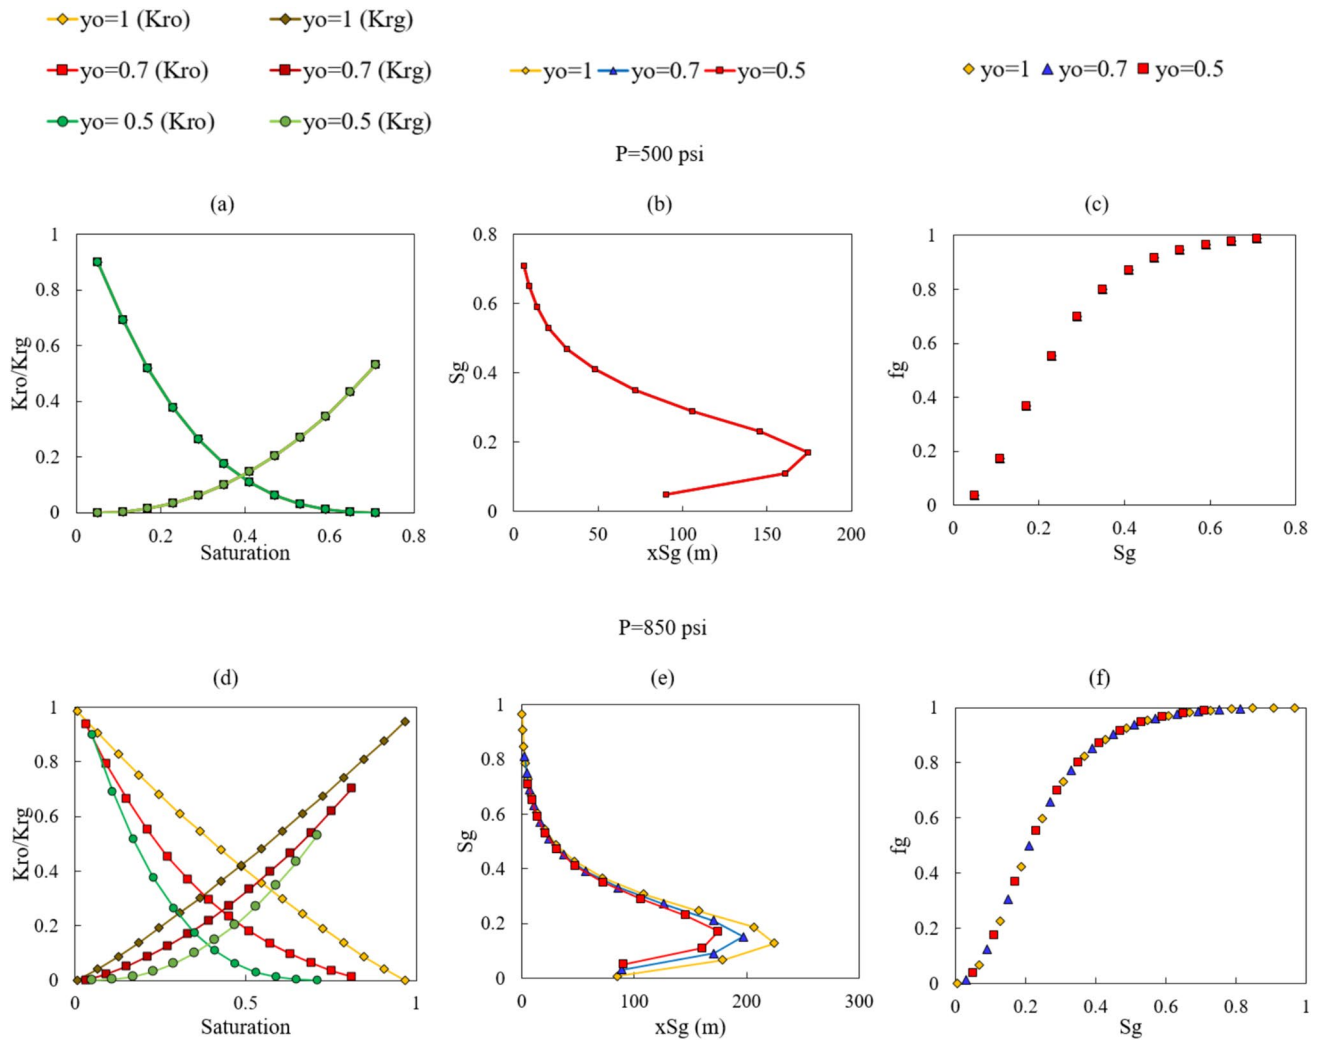 yo=1 (Kro) yo=1 (Krg)
yo=0.7 (Kro) yo=0.7 (Krg) yo=1 yo=0.7 yo=0.5 yo=1 yo=0.7 yo=0.5
yo= 0.5 (Kro) yo=0.5 (Krg)
P=500 psi
(a) (b) (c)
Kro/Krg
1
0.8
0.6
0.4
0.2
0
0 0.2 0.4 0.6 0.8
Saturation
Sg
0.8
0.6
0.4
0.2
0
0 50 100 150 200
xSg (m)
fg
1
0.8
0.6
0.4
0.2
0
0 0.2 0.4 0.6 0.8
Sg
P=850 psi
(d) (e) (f)
Kro/Krg
1
0.8
0.6
0.4
0.2
0
0 0.5 1
Saturation
Sg
1
0.8
0.6
0.4
0.2
0
0 100 200 300
xSg (m)
fg
1
0.8
0.6
0.4
0.2
0
0 0.2 0.4 0.6 0.8 1
Sg